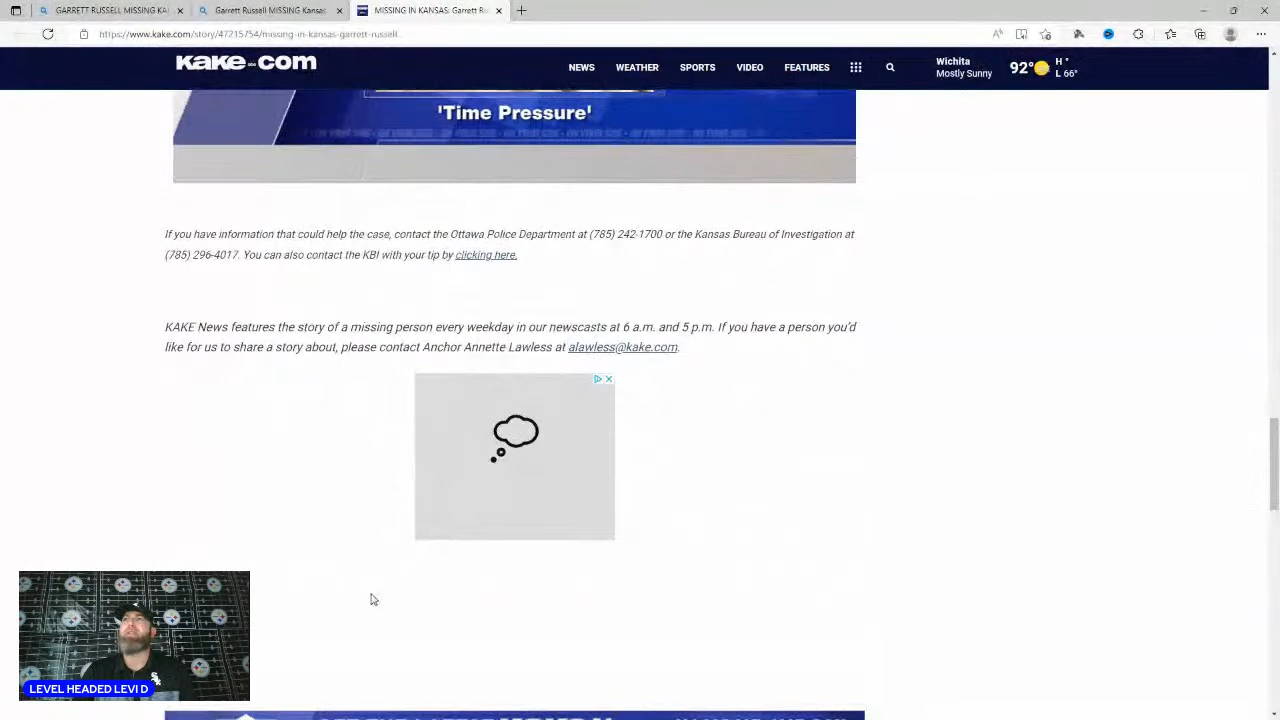 GARRETT RUSSELL MISSING KA
Garrett Russell Missing Kansas
MISSING IN KANSAS: Garrett Ru
https://www.kake.com/story/47215754/missing-in-kansas-garrett-russell...
KAKE abc .com
NEWS WEATHER SPORTS VIDEO FEATURES
Wichita
Mostly Sunny
92°
H °
L 66°
'Time Pressure'
If you have information that could help the case, contact the Ottawa Police Department at (785) 242-1700 or the Kansas Bureau of Investigation at
(785) 296-4017. You can also contact the KBI with your tip by clicking here.
KAKE News features the story of a missing person every weekday in our newscasts at 6 a.m. and 5 p.m. If you have a person you'd
like for us to share a story about, please contact Anchor Annette Lawless at alawless@kake.com.
LEVEL HEADED LEVI D